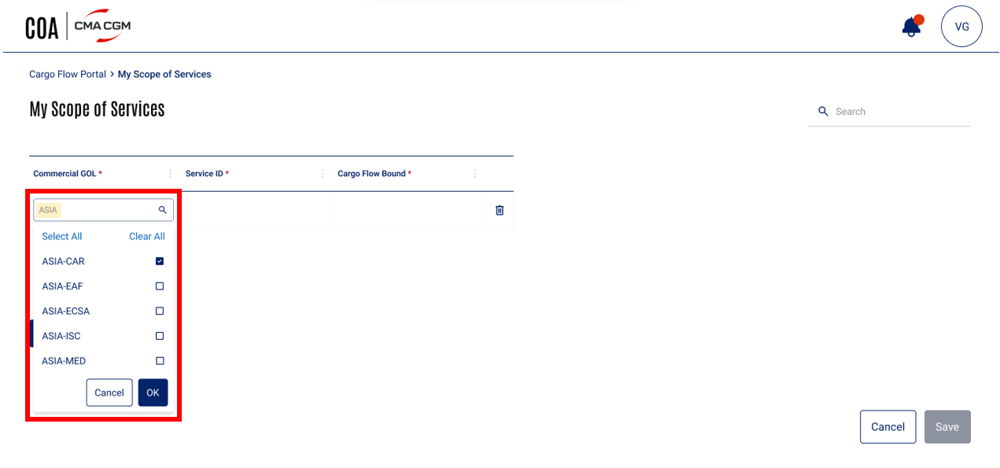 COA CMA CGM VG
Cargo Flow Portal > My Scope of Services
My Scope of Services
Search
Commercial GOL * Service ID * Cargo Flow Bound *
ASIA
Select All Clear All
ASIA-CAR
ASIA-EAF
ASIA-ECSA
ASIA-ISC
ASIA-MED
Cancel OK
Cancel Save